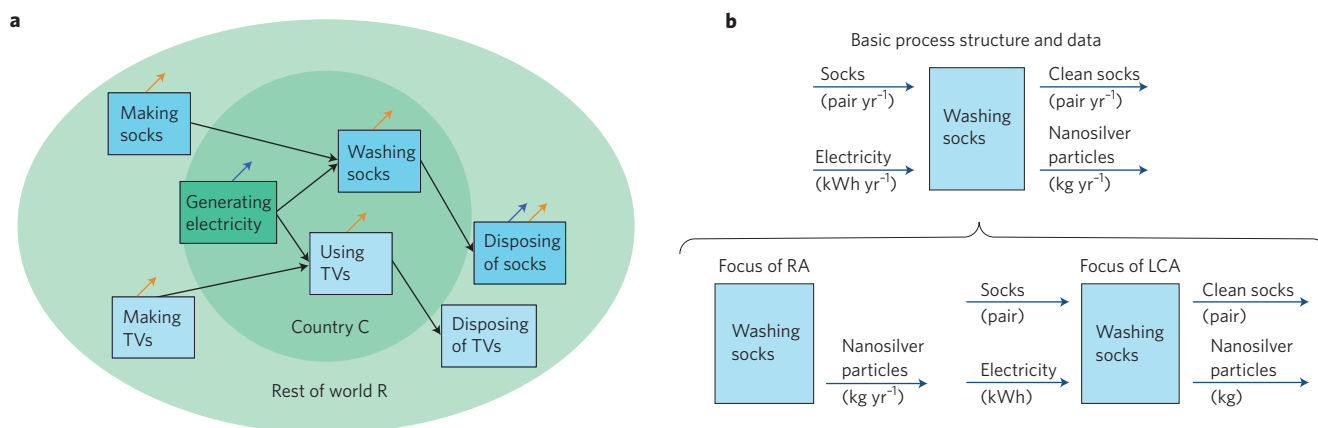 a
Making
socks
Washing
socks
Generating
electricity
Using
TVs
Disposing
of socks
Making
TVs
Country C
Disposing
of TVs
Rest of world R
b
Basic process structure and data
Socks
(pair yr⁻¹)
Electricity
(kWh yr⁻¹)
Washing
socks
Clean socks
(pair yr⁻¹)
Nanosilver
particles
(kg yr⁻¹)
Focus of RA
Washing
socks
Nanosilver
particles
(kg yr⁻¹)
Focus of LCA
Socks
(pair)
Electricity
(kWh)
Washing
socks
Clean socks
(pair)
Nanosilver
particles
(kg)